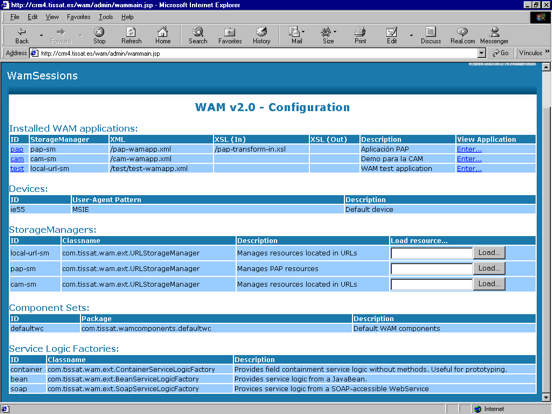 http://crm4.tissat.es/wam/admin/wammain.jsp - Microsoft Internet Explorer
File Edit View Favorites Tools Help
Back Forward Stop Refresh Home Search Favorites History Mail Size Print Edit Discuss Real.com Messenger
Address http://crm4.tissat.es/wam/admin/wammain.jsp Go Vínculos »
WamSessions
WAM v2.0 - Configuration
Installed WAM applications:
ID StorageManager XML XSL (In) XSL (Out) Description View Application
pap pap-sm /pap-wamapp.xml /pap-transform-in.xsl Aplicación PAP Enter...
cam cam-sm /cam-wamapp.xml Demo para la CAM Enter...
test local-url-sm /test/test-wamapp.xml WAM test application Enter...
Devices:
ID User-Agent Pattern Description
ie55 MSIE Default device
StorageManagers:
ID Classname Description Load resource...
local-url-sm com.tissat.wam.ext.URLStorageManager Manages resources located in URLs Load...
pap-sm com.tissat.wam.ext.URLStorageManager Manages PAP resources Load...
cam-sm com.tissat.wam.ext.URLStorageManager Manages resources located in URLs Load...
Component Sets:
ID Package Description
defaultwc com.tissat.wamcomponents.defaultwc Default WAM components
Service Logic Factories:
ID Classname Description
container com.tissat.wam.ext.ContainerServiceLogicFactory Provides field containtment service logic without methods. Useful for prototyping.
bean com.tissat.wam.ext.BeanServiceLogicFactory Provides service logic from a JavaBean.
soap com.tissat.wam.ext.SoapServiceLogicFactory Provides service logic from a SOAP-accessible WebService
Internet